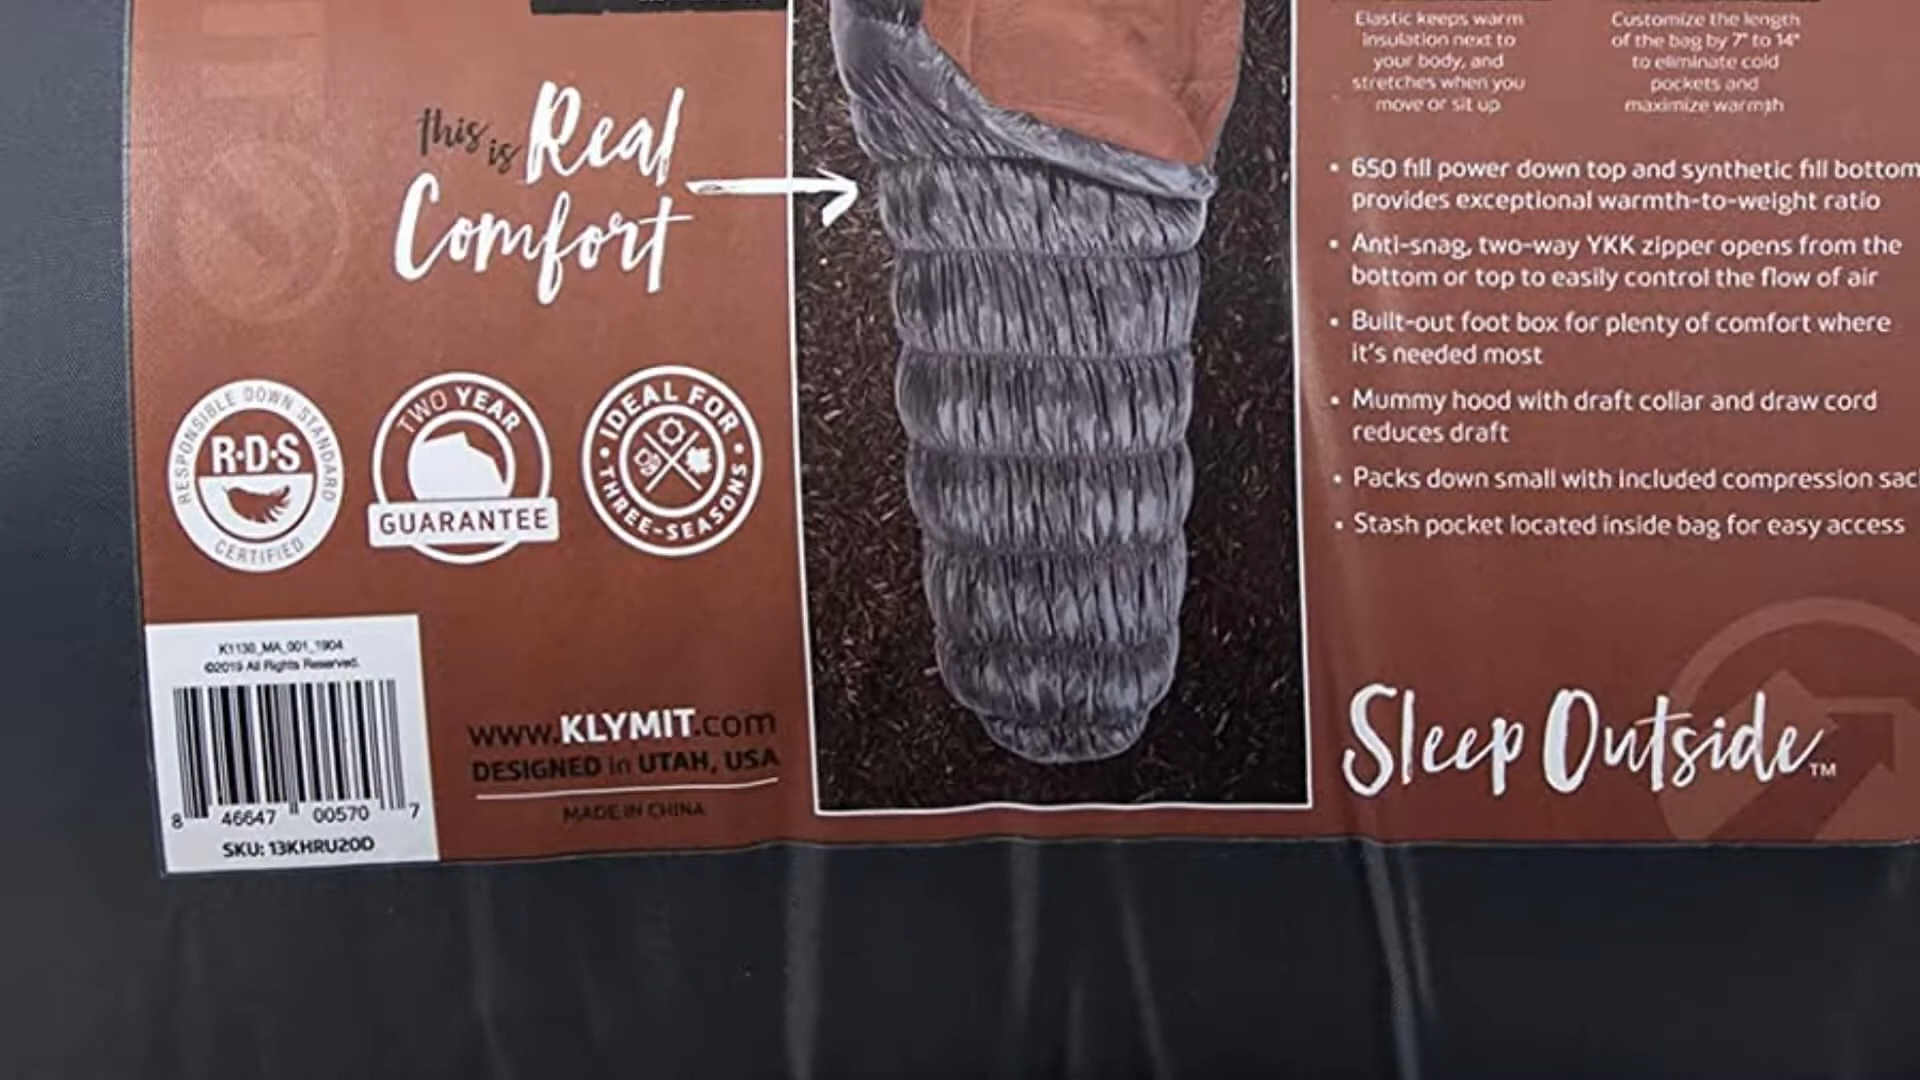 Elastic keeps warm
insulation next to
your body, and
stretches when you
move or sit up
Customize the length
of the bag by 7" to 14"
to eliminate cold
pockets and
maximize warmth
this is Real
Comfort
• 650 fill power down top and synthetic fill bottom
provides exceptional warmth-to-weight ratio
• Anti-snag, two-way YKK zipper opens from the
bottom or top to easily control the flow of air
• Built-out foot box for plenty of comfort where
it's needed most
• Mummy hood with draft collar and draw cord
reduces draft
• Packs down small with included compression
• Stash pocket located inside bag for easy access
RESPONSIBLE DOWN STANDARD
R·D·S
CERTIFIED
TWO YEAR
GUARANTEE
IDEAL FOR
THREE-SEASONS
K1130_MA_001_1904
©2019 All Rights Reserved.
8 46647 00570 7
SKU: 13KHRU20D
www.KLYMIT.com
DESIGNED in UTAH, USA
MADE IN CHINA
Sleep Outside™